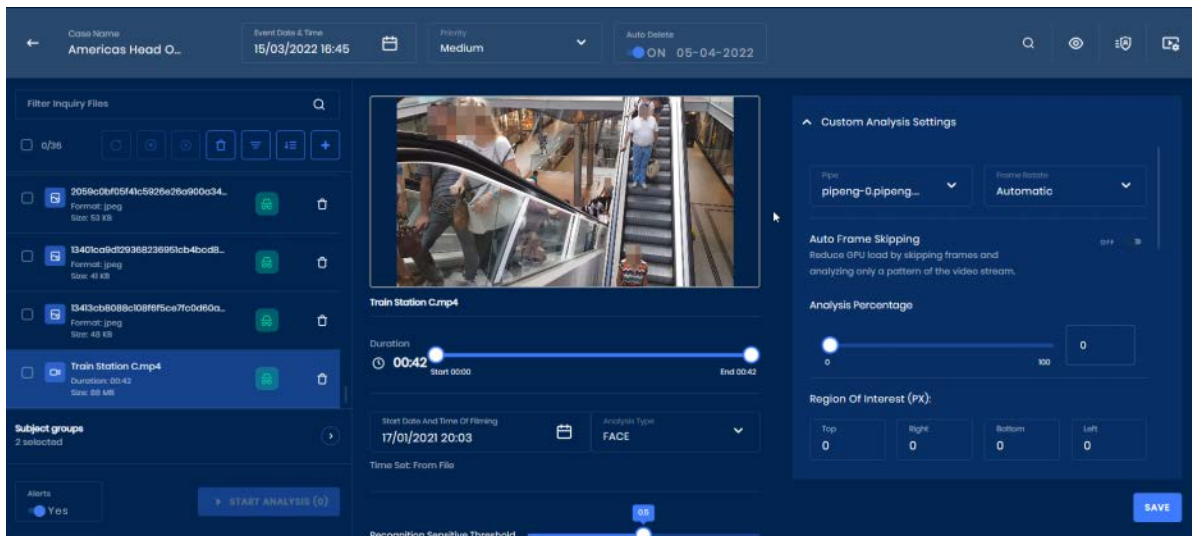 Case Name
Americas Head O...
Event Date & Time
15/03/2022 16:45
Priority
Medium
Auto Delete
ON 05-04-2022
Filter Inquiry Files
0/36
2059c0bf05f41c5926e26a900a34...
Format: jpeg
Size: 53 KB
13401ca9d129368236951cb4bcd8...
Format: jpeg
Size: 41 KB
13413cb8088c108f6f5ce7fc0d60a...
Format: jpeg
Size: 48 KB
Train Station C.mp4
Duration: 00:42
Size: 88 MB
Subject groups
2 selected
Alerts
Yes
START ANALYSIS (0)
Train Station C.mp4
Duration
00:42
Start 00:00
End 00:42
Start Date And Time Of Filming
17/01/2021 20:03
Analysis Type
FACE
Time Set: From File
0.5
Recognition Sensitive Threshold
Custom Analysis Settings
Pipe
pipeng-0.pipeng...
Frame Rotate
Automatic
Auto Frame Skipping
OFF
Reduce GPU load by skipping frames and
analyzing only a pattern of the video stream.
Analysis Percentage
0
0
100
Region Of Interest (PX):
Top
0
Right
0
Bottom
0
Left
0
SAVE